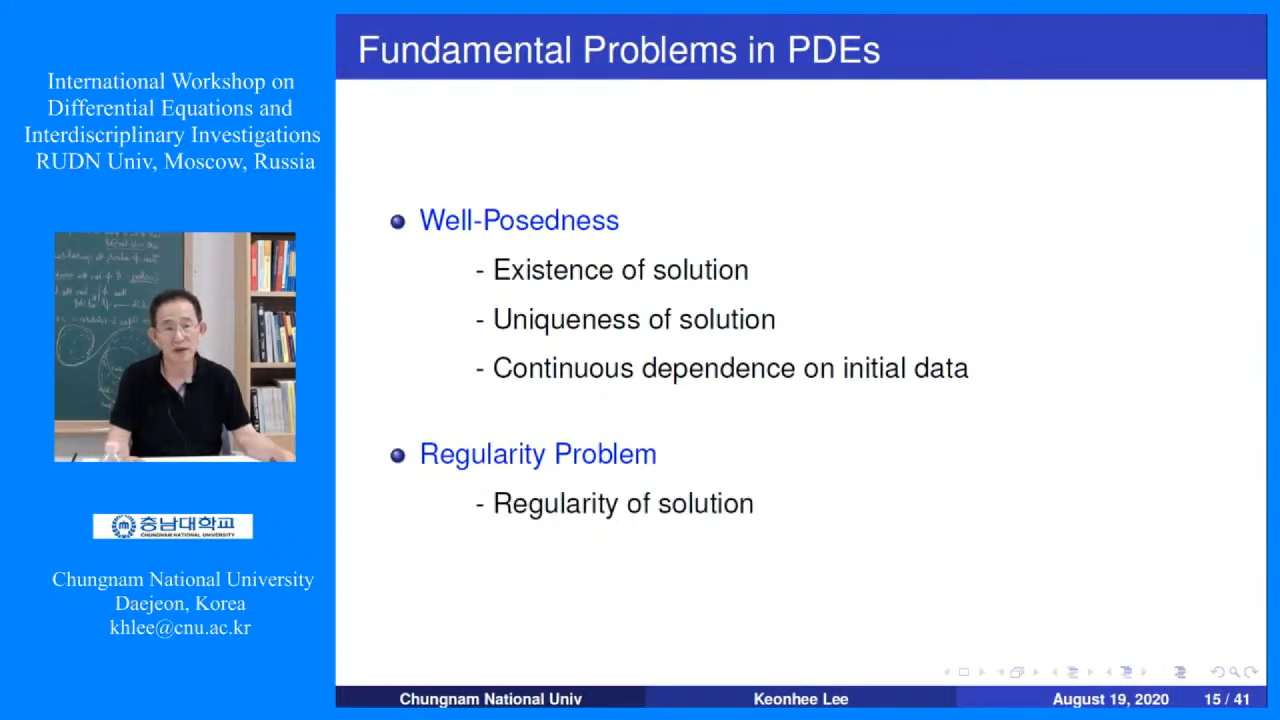 International Workshop on
Differential Equations and
Interdisciplinary Investigations
RUDN Univ, Moscow, Russia
충남대학교
CHUNGNAM NATIONAL UNIVERSITY
Chungnam National University
Daejeon, Korea
khlee@cnu.ac.kr
Fundamental Problems in PDEs
Well-Posedness
- Existence of solution
- Uniqueness of solution
- Continuous dependence on initial data
Regularity Problem
- Regularity of solution
Chungnam National Univ
Keonhee Lee
August 19, 2020
15 / 41